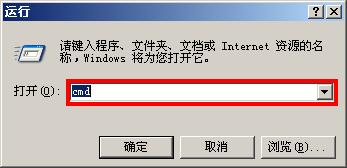 运行
请键入程序、文件夹、文档或 Internet 资源的名
称,Windows 将为您打开它。
打开(O): cmd
确定 取消 浏览(B)...